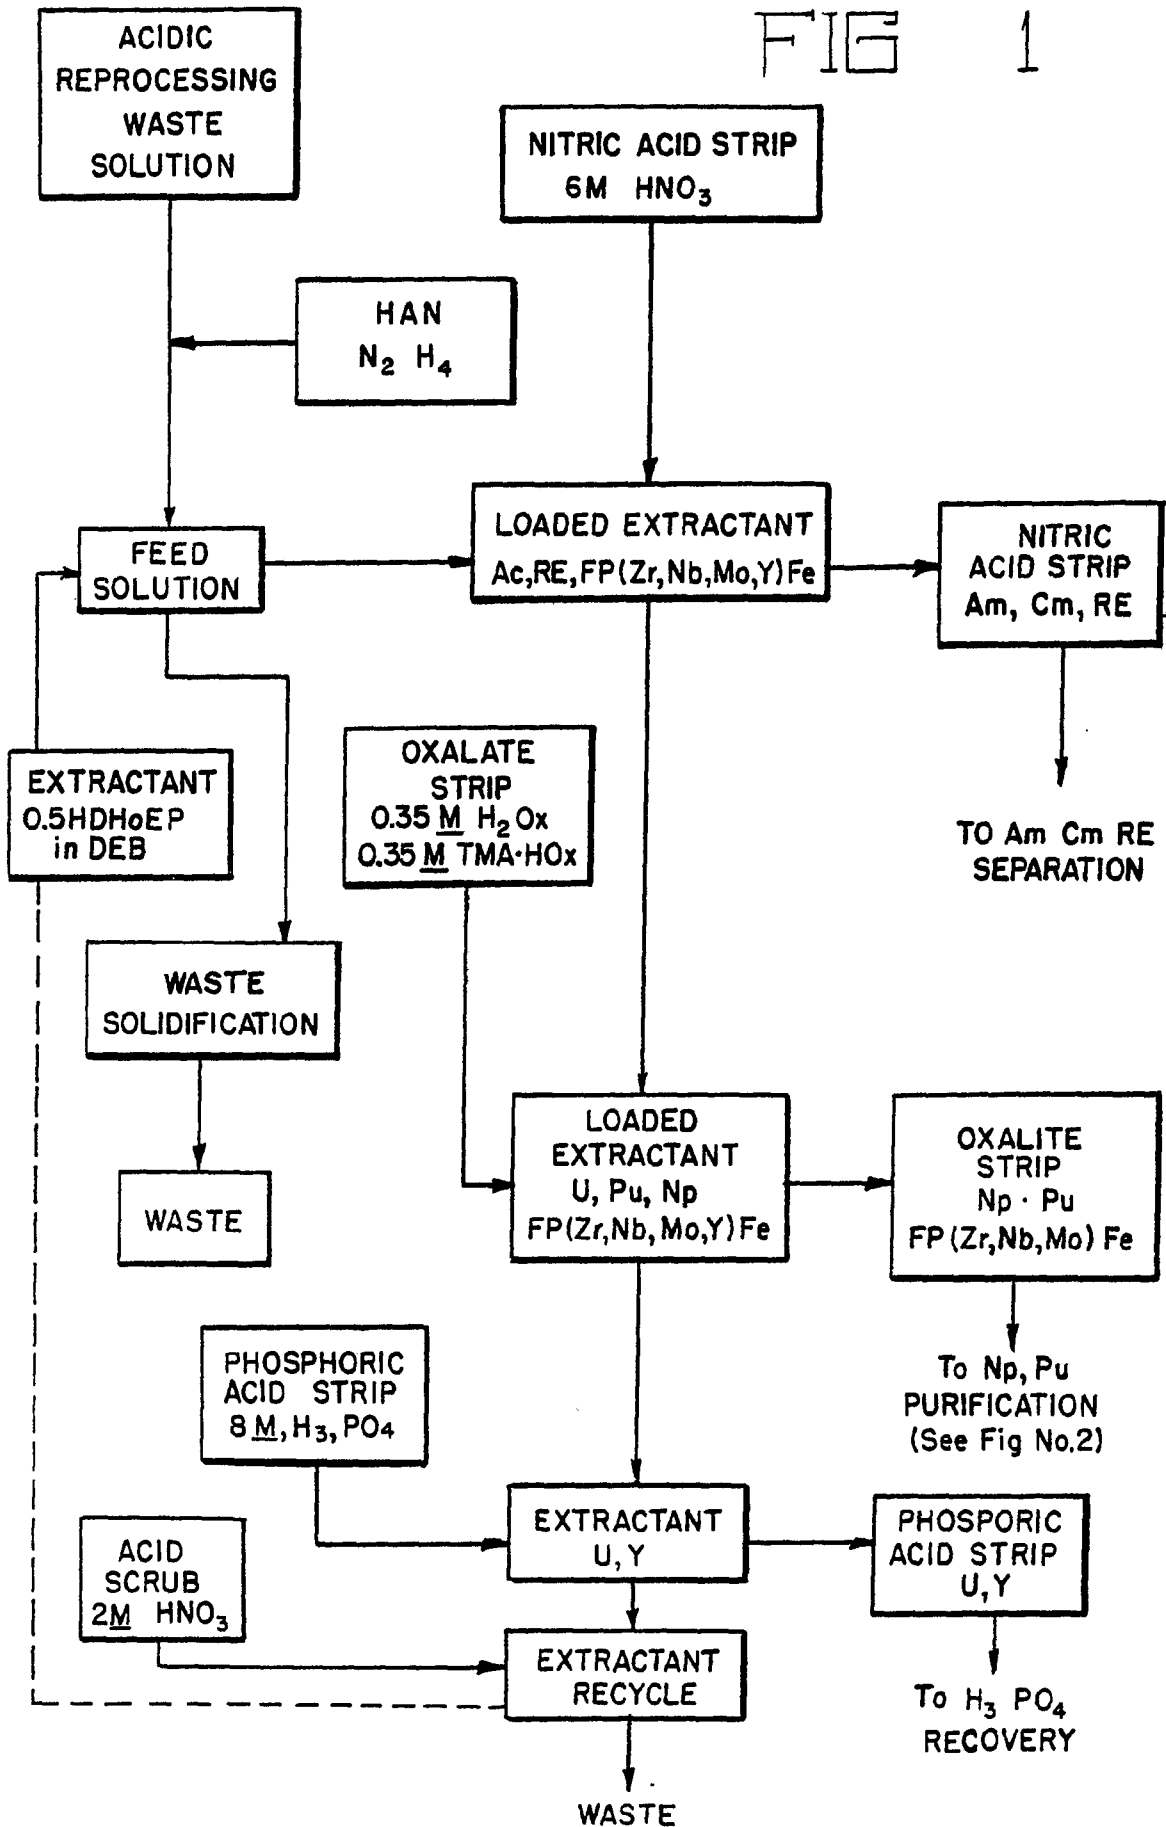 FIG 1
ACIDIC
REPROCESSING
WASTE
SOLUTION
NITRIC ACID STRIP
6M HNO3
HAN
N2 H4
FEED
SOLUTION
LOADED EXTRACTANT
Ac,RE,FP(Zr,Nb,Mo,Y)Fe
NITRIC
ACID STRIP
Am, Cm, RE
TO Am Cm RE
SEPARATION
EXTRACTANT
0.5HDHoEP
in DEB
OXALATE
STRIP
0.35 M H2Ox
0.35 M TMA·HOx
WASTE
SOLIDIFICATION
WASTE
LOADED
EXTRACTANT
U, Pu, Np
FP(Zr,Nb,Mo,Y)Fe
OXALITE
STRIP
Np · Pu
FP(Zr,Nb,Mo) Fe
To Np, Pu
PURIFICATION
(See Fig No.2)
PHOSPHORIC
ACID STRIP
8 M, H3, PO4
EXTRACTANT
U, Y
PHOSPORIC
ACID STRIP
U, Y
To H3 PO4
RECOVERY
ACID
SCRUB
2M HNO3
EXTRACTANT
RECYCLE
WASTE